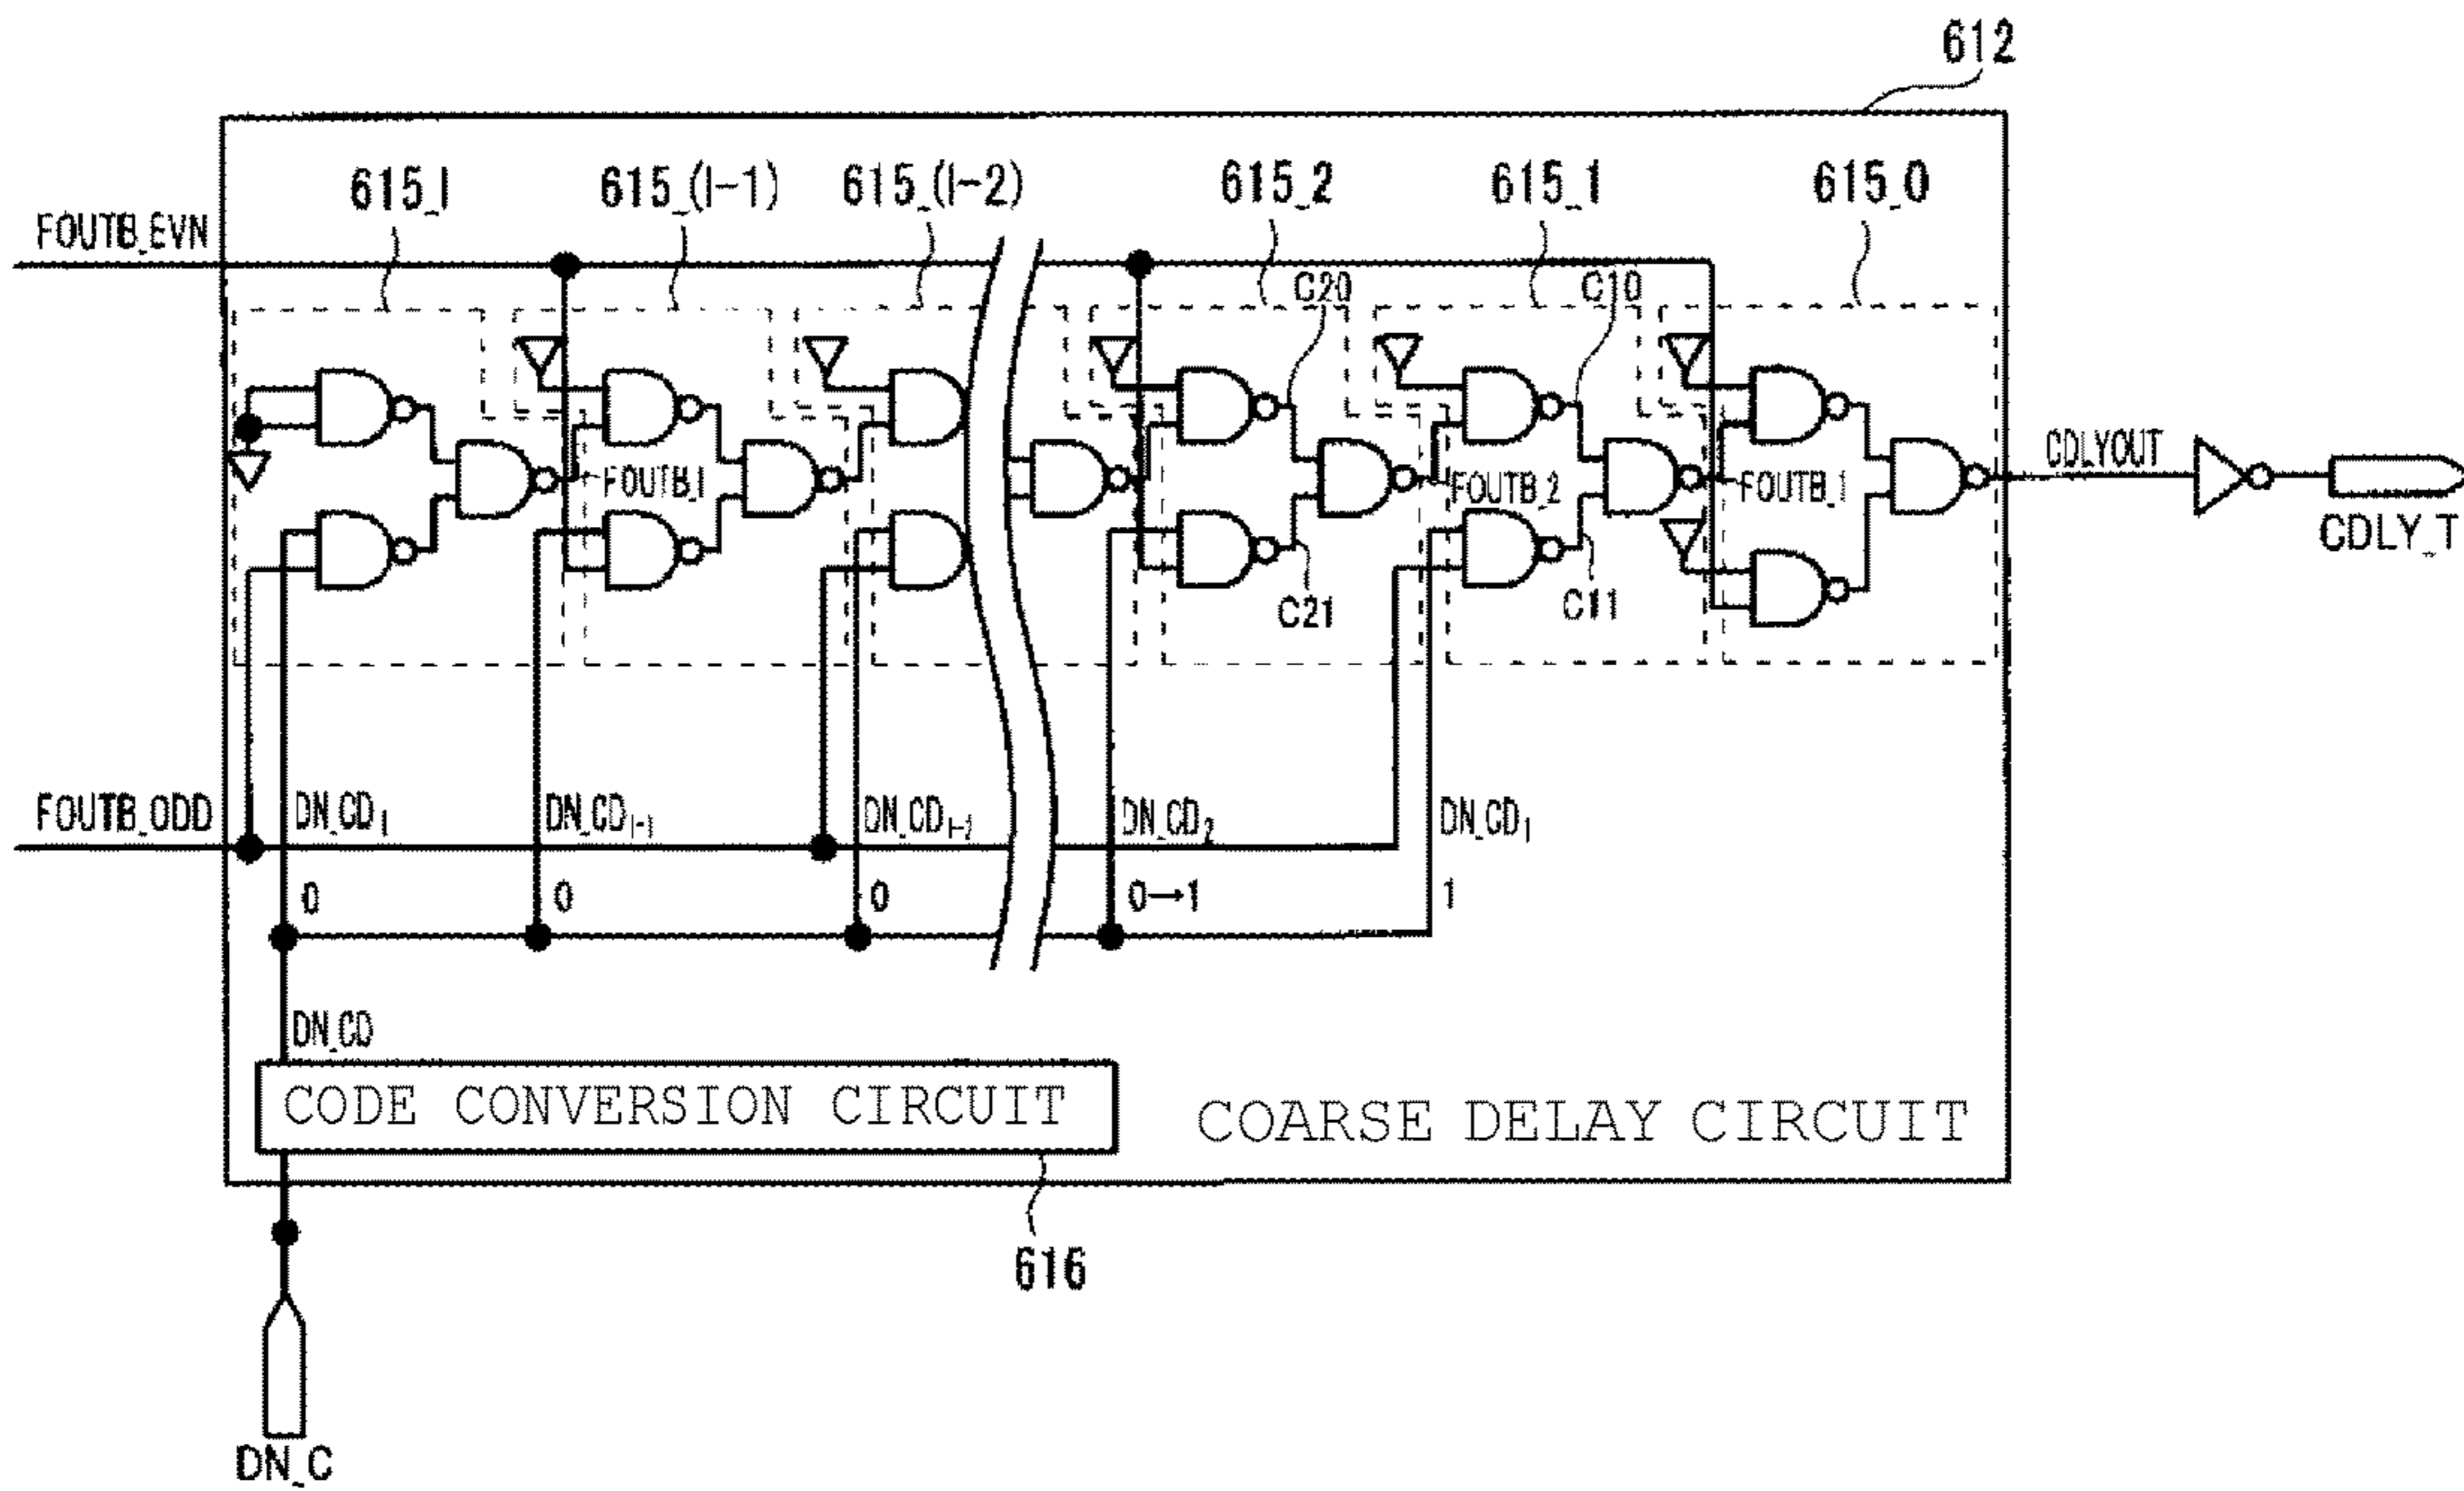 612
615_I 615_(I-1) 615_(I-2) 615_2 615_1 615_0
FOUTB_EVN
C20 C10
CDLYOUT
FOUTB_I FOUTB_2 FOUTB_1
CDLY_T
C21 C11
FOUTB_ODD DN_CD₁ DN_CD₁₋₁ DN_CD₁₋₂ DN_CD₂ DN_CD₁
0 0 0 0→1 1
DN_CD
CODE CONVERSION CIRCUIT
COARSE DELAY CIRCUIT
616
DN_C